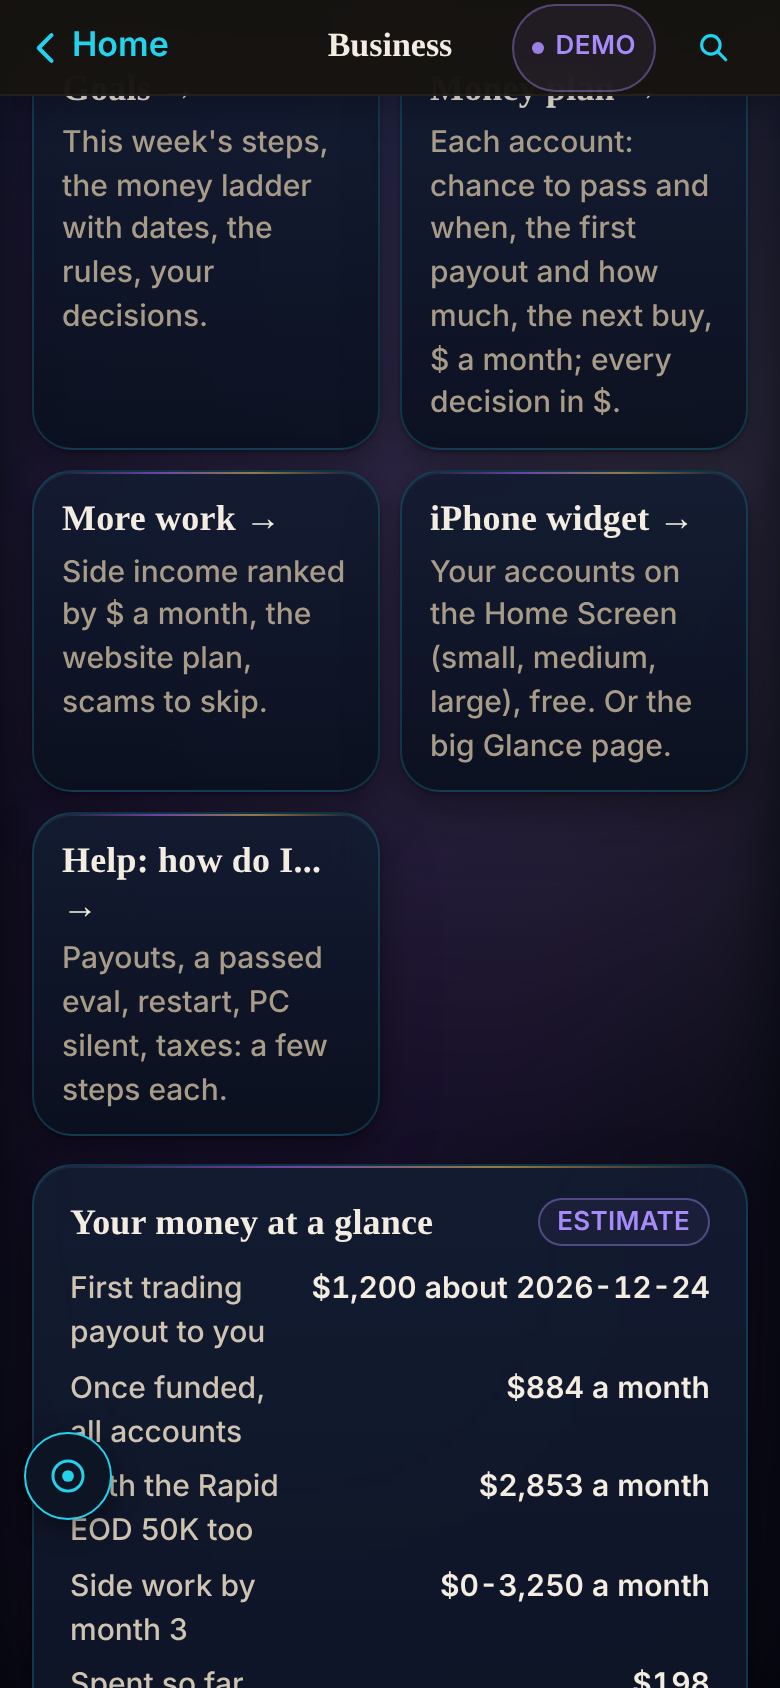 Home
Business
DEMO
Goals →
This week's steps,
the money ladder
with dates, the
rules, your
decisions.
Money plan →
Each account:
chance to pass and
when, the first
payout and how
much, the next buy,
$ a month; every
decision in $.
More work →
Side income ranked
by $ a month, the
website plan,
scams to skip.
iPhone widget →
Your accounts on
the Home Screen
(small, medium,
large), free. Or the
big Glance page.
Help: how do I...
→
Payouts, a passed
eval, restart, PC
silent, taxes: a few
steps each.
Your money at a glance
ESTIMATE
First trading
payout to you
$1,200 about 2026-12-24
Once funded,
all accounts
$884 a month
the Rapid
EOD 50K too
$2,853 a month
Side work by
month 3
$0-3,250 a month
Spent so far
$198